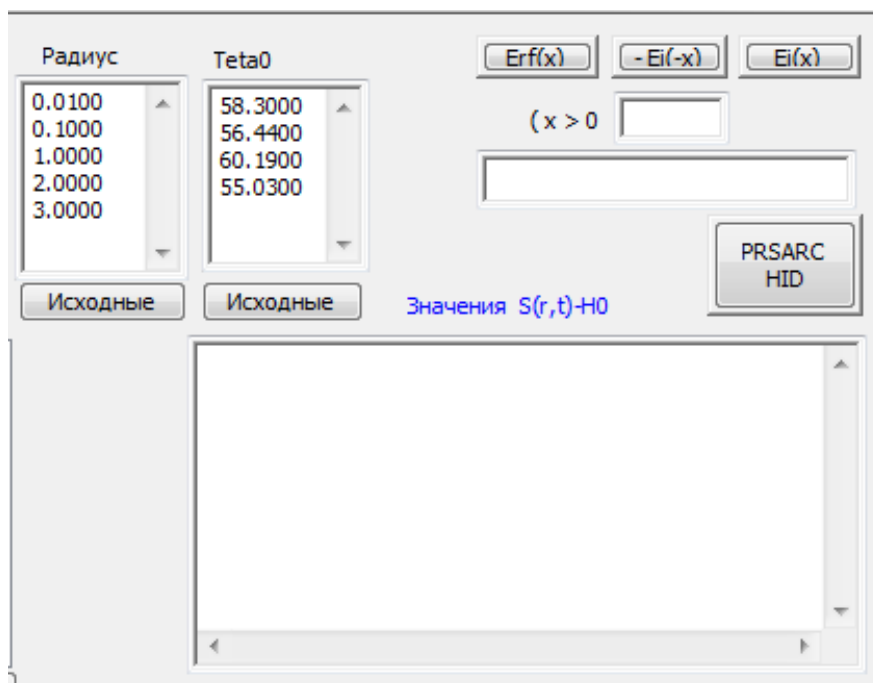 Радиус
Teta0
Erf(x)
- Ei(-x)
Ei(x)
0.0100
0.1000
1.0000
2.0000
3.0000
58.3000
56.4400
60.1900
55.0300
( x > 0
PRSARC
HID
Исходные
Исходные
Значения S(r,t)-H0